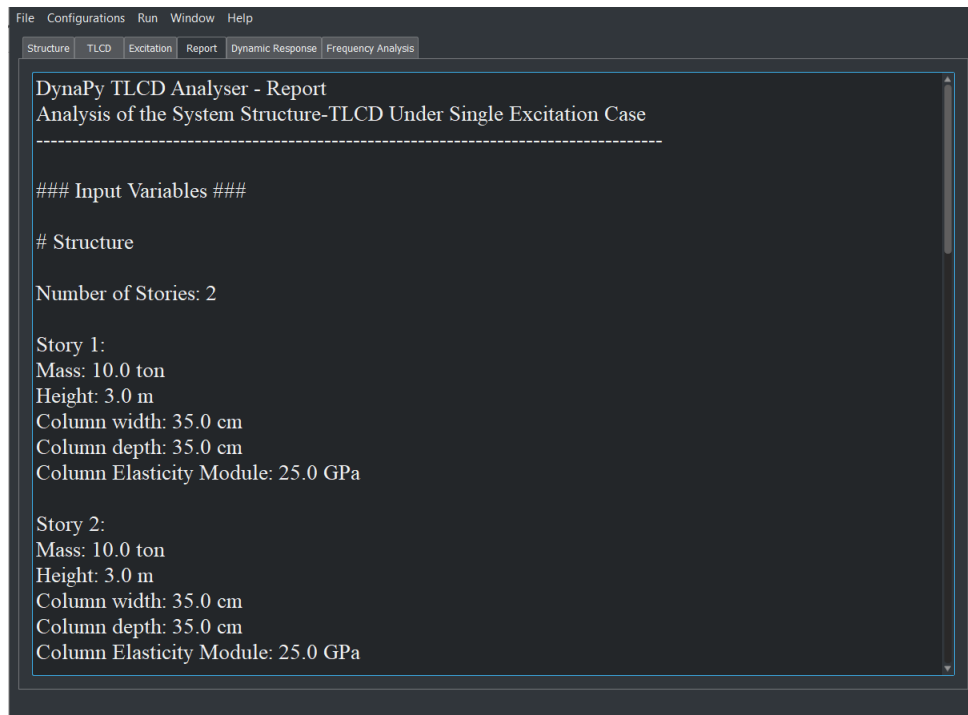 File Configurations Run Window Help
Structure TLCD Excitation Report Dynamic Response Frequency Analysis
DynaPy TLCD Analyser - Report
Analysis of the System Structure-TLCD Under Single Excitation Case
---------------------------------------------------------------------------------------
### Input Variables ###
# Structure
Number of Stories: 2
Story 1:
Mass: 10.0 ton
Height: 3.0 m
Column width: 35.0 cm
Column depth: 35.0 cm
Column Elasticity Module: 25.0 GPa
Story 2:
Mass: 10.0 ton
Height: 3.0 m
Column width: 35.0 cm
Column depth: 35.0 cm
Column Elasticity Module: 25.0 GPa